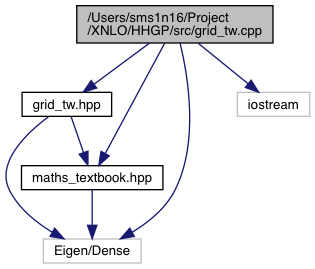 /Users/sms1n16/Project
/XNLO/HHGP/src/grid_tw.cpp
grid_tw.hpp
iostream
maths_textbook.hpp
Eigen/Dense